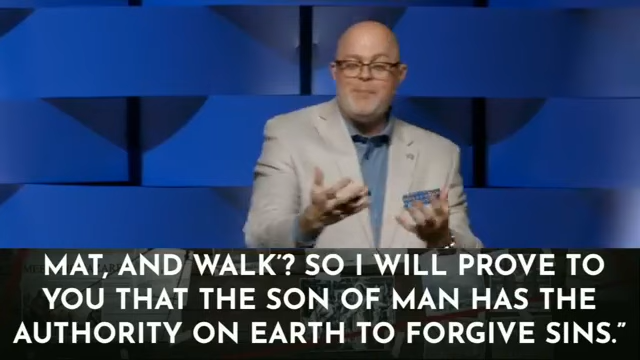 MAT, AND WALK’? SO I WILL PROVE TO
YOU THAT THE SON OF MAN HAS THE
AUTHORITY ON EARTH TO FORGIVE SINS.”